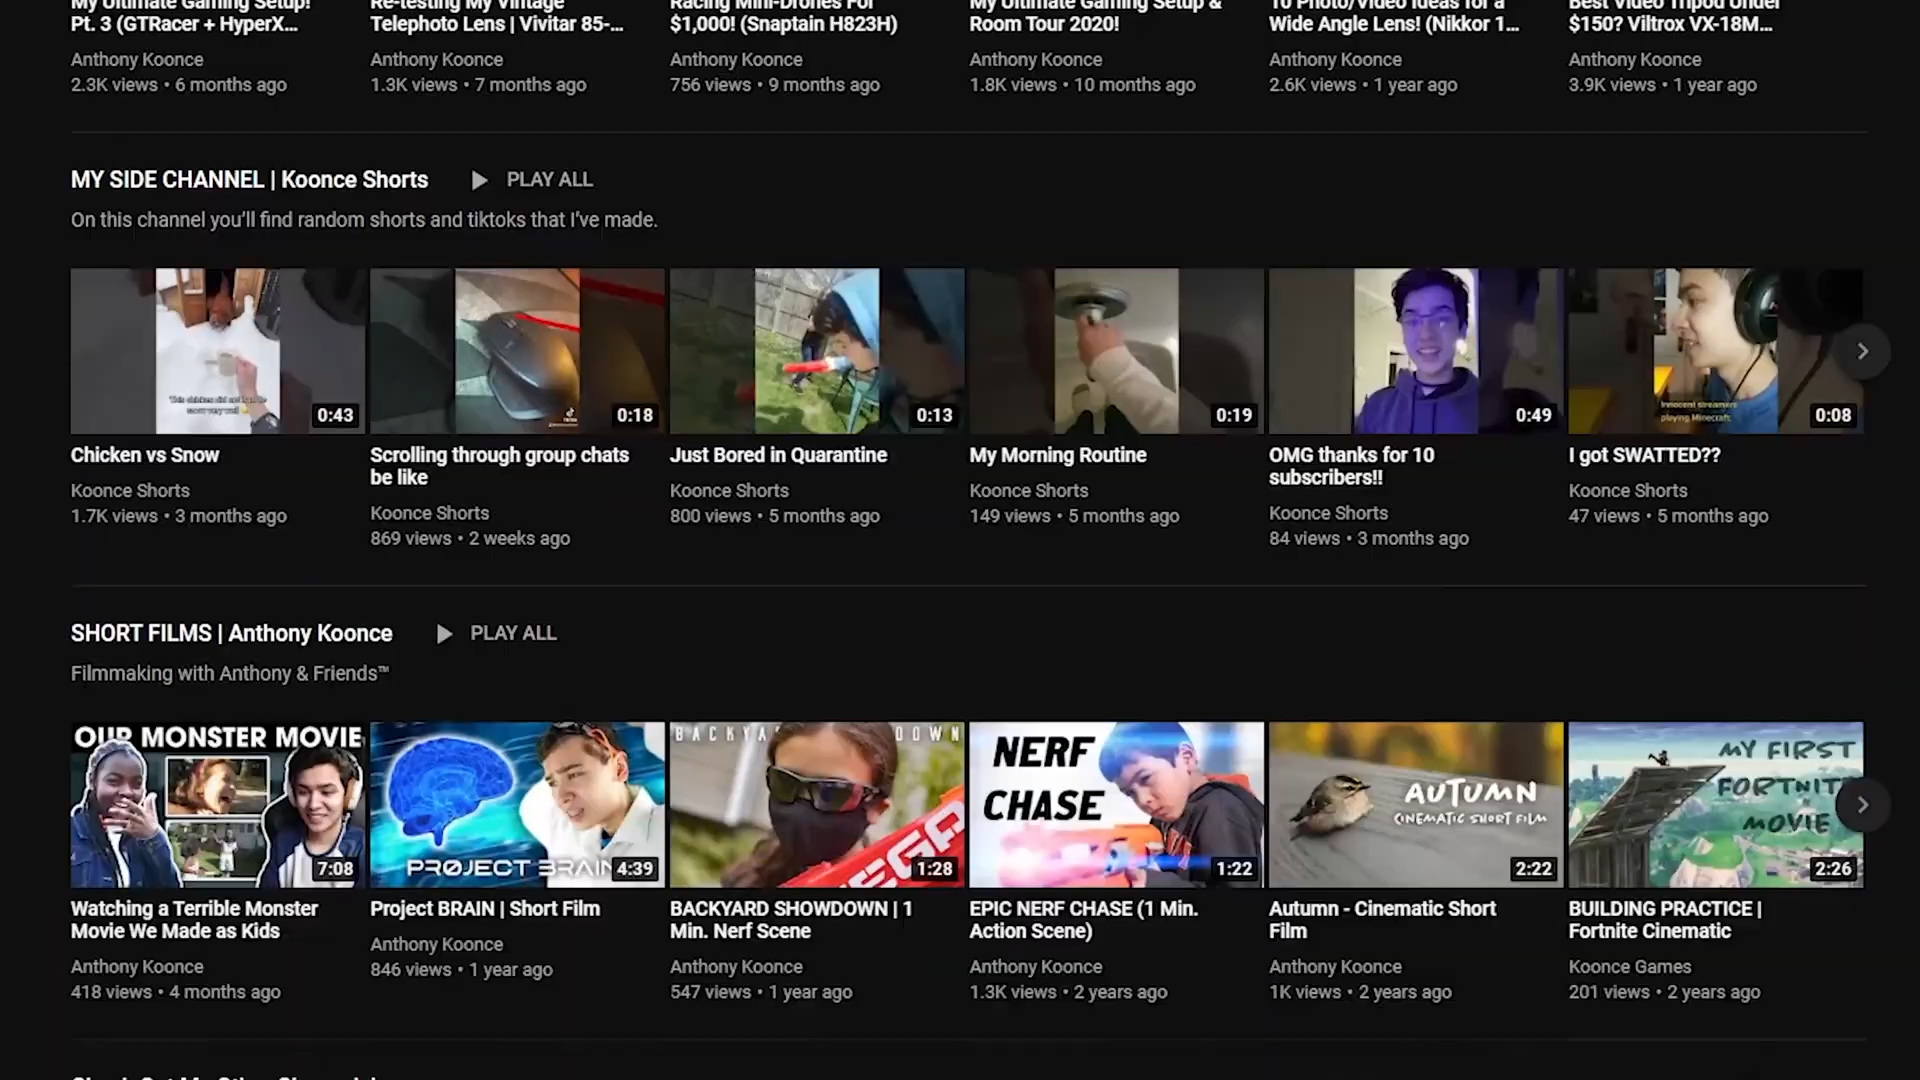 My Ultimate Gaming Setup!
Pt. 3 (GTRacer + HyperX...
Anthony Koonce
2.3K views • 6 months ago
Re-testing My Vintage
Telephoto Lens | Vivitar 85-...
Anthony Koonce
1.3K views • 7 months ago
Racing Mini-Drones For
$1,000! (Snaptain H823H)
Anthony Koonce
756 views • 9 months ago
My Ultimate Gaming Setup &
Room Tour 2020!
Anthony Koonce
1.8K views • 10 months ago
10 Photo/Video Ideas for a
Wide Angle Lens! (Nikkor 1...
Anthony Koonce
2.6K views • 1 year ago
Best Video Tripod Under
$150? Viltrox VX-18M...
Anthony Koonce
3.9K views • 1 year ago
MY SIDE CHANNEL | Koonce Shorts
PLAY ALL
On this channel you'll find random shorts and tiktoks that I've made.
0:43
Chicken vs Snow
Koonce Shorts
1.7K views • 3 months ago
0:18
Scrolling through group chats
be like
Koonce Shorts
869 views • 2 weeks ago
0:13
Just Bored in Quarantine
Koonce Shorts
800 views • 5 months ago
0:19
My Morning Routine
Koonce Shorts
149 views • 5 months ago
0:49
OMG thanks for 10
subscribers!!
Koonce Shorts
84 views • 3 months ago
Innocent streamers
playing Minecraft
0:08
I got SWATTED??
Koonce Shorts
47 views • 5 months ago
SHORT FILMS | Anthony Koonce
PLAY ALL
Filmmaking with Anthony & Friends™
OUR MONSTER MOVIE
7:08
Watching a Terrible Monster
Movie We Made as Kids
Anthony Koonce
418 views • 4 months ago
PRØJECT BRAIN
4:39
Project BRAIN | Short Film
Anthony Koonce
846 views • 1 year ago
MEGA
1:28
BACKYARD SHOWDOWN | 1
Min. Nerf Scene
Anthony Koonce
547 views • 1 year ago
NERF
CHASE
1:22
EPIC NERF CHASE (1 Min.
Action Scene)
Anthony Koonce
1.3K views • 2 years ago
AUTUMN
CINEMATIC SHORT FILM
2:22
Autumn - Cinematic Short
Film
Anthony Koonce
1K views • 2 years ago
MY FIRST
FORTNITE
MOVIE
2:26
BUILDING PRACTICE |
Fortnite Cinematic
Koonce Games
201 views • 2 years ago